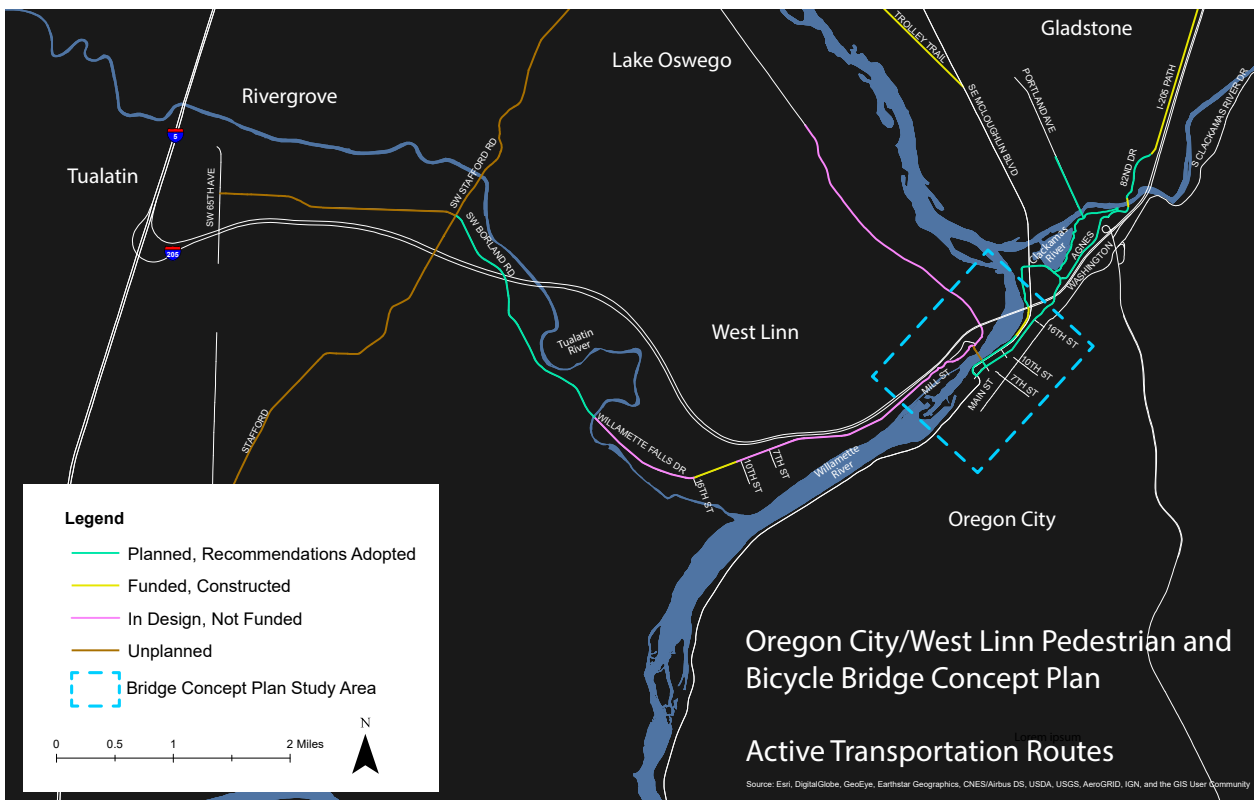 Gladstone
Lake Oswego
Rivergrove
Tualatin
West Linn
Oregon City
TROLLEY TRAIL
SE MCLOUGHLIN BLVD
PORTLAND AVE
I-205 PATH
82ND DR
S CLACKAMAS RIVER DR
Clackamas
River
AGNES
WASHINGTON
16TH ST
10TH ST
7TH ST
MAIN ST
MILL ST
5
205
SW 65TH AVE
SW STAFFORD RD
SW BORLAND RD
STAFFORD
Tualatin
River
WILLAMETTE FALLS DR
16TH ST
10TH ST
7TH ST
Willamette
River
Legend
Planned, Recommendations Adopted
Funded, Constructed
In Design, Not Funded
Unplanned
Bridge Concept Plan Study Area
N
0 0.5 1 2 Miles
Oregon City/West Linn Pedestrian and
Bicycle Bridge Concept Plan
Lorem ipsum
Active Transportation Routes
Source: Esri, DigitalGlobe, GeoEye, Earthstar Geographics, CNES/Airbus DS, USDA, USGS, AeroGRID, IGN, and the GIS User Community